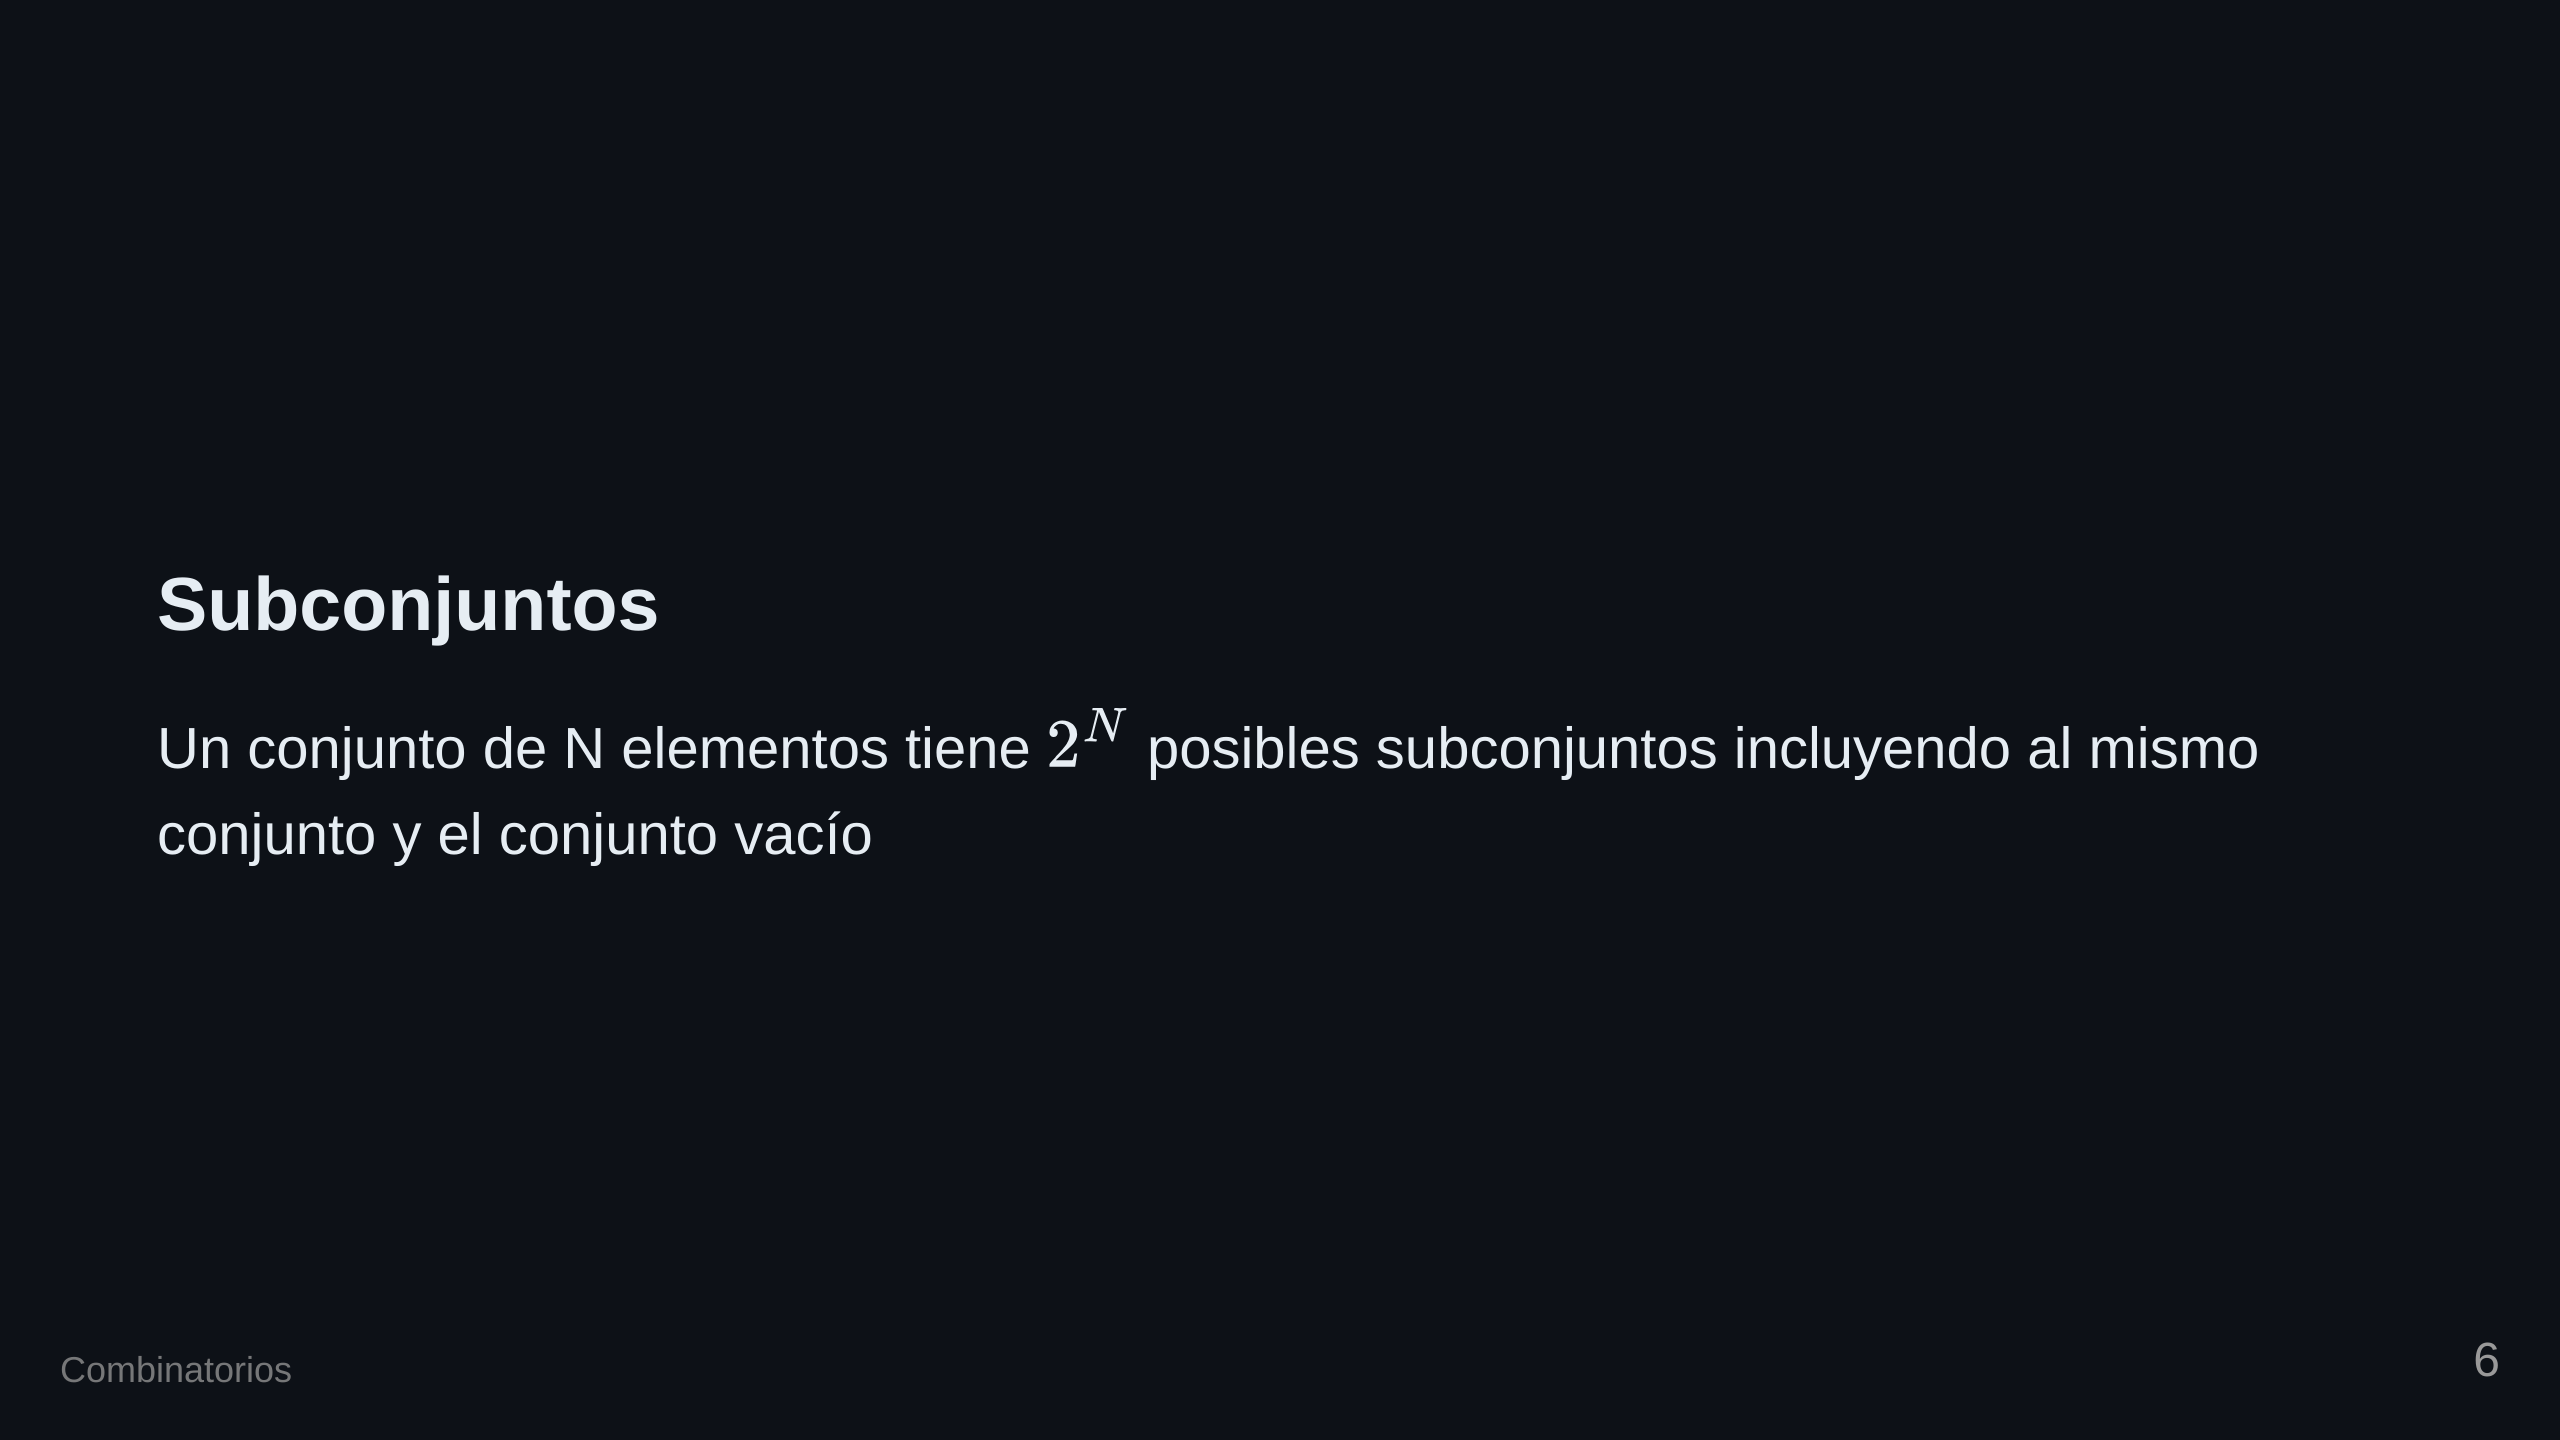 Subconjuntos
Un conjunto de N elementos tiene $2^N$ posibles subconjuntos incluyendo al mismo
conjunto y el conjunto vacío
Combinatorios
6